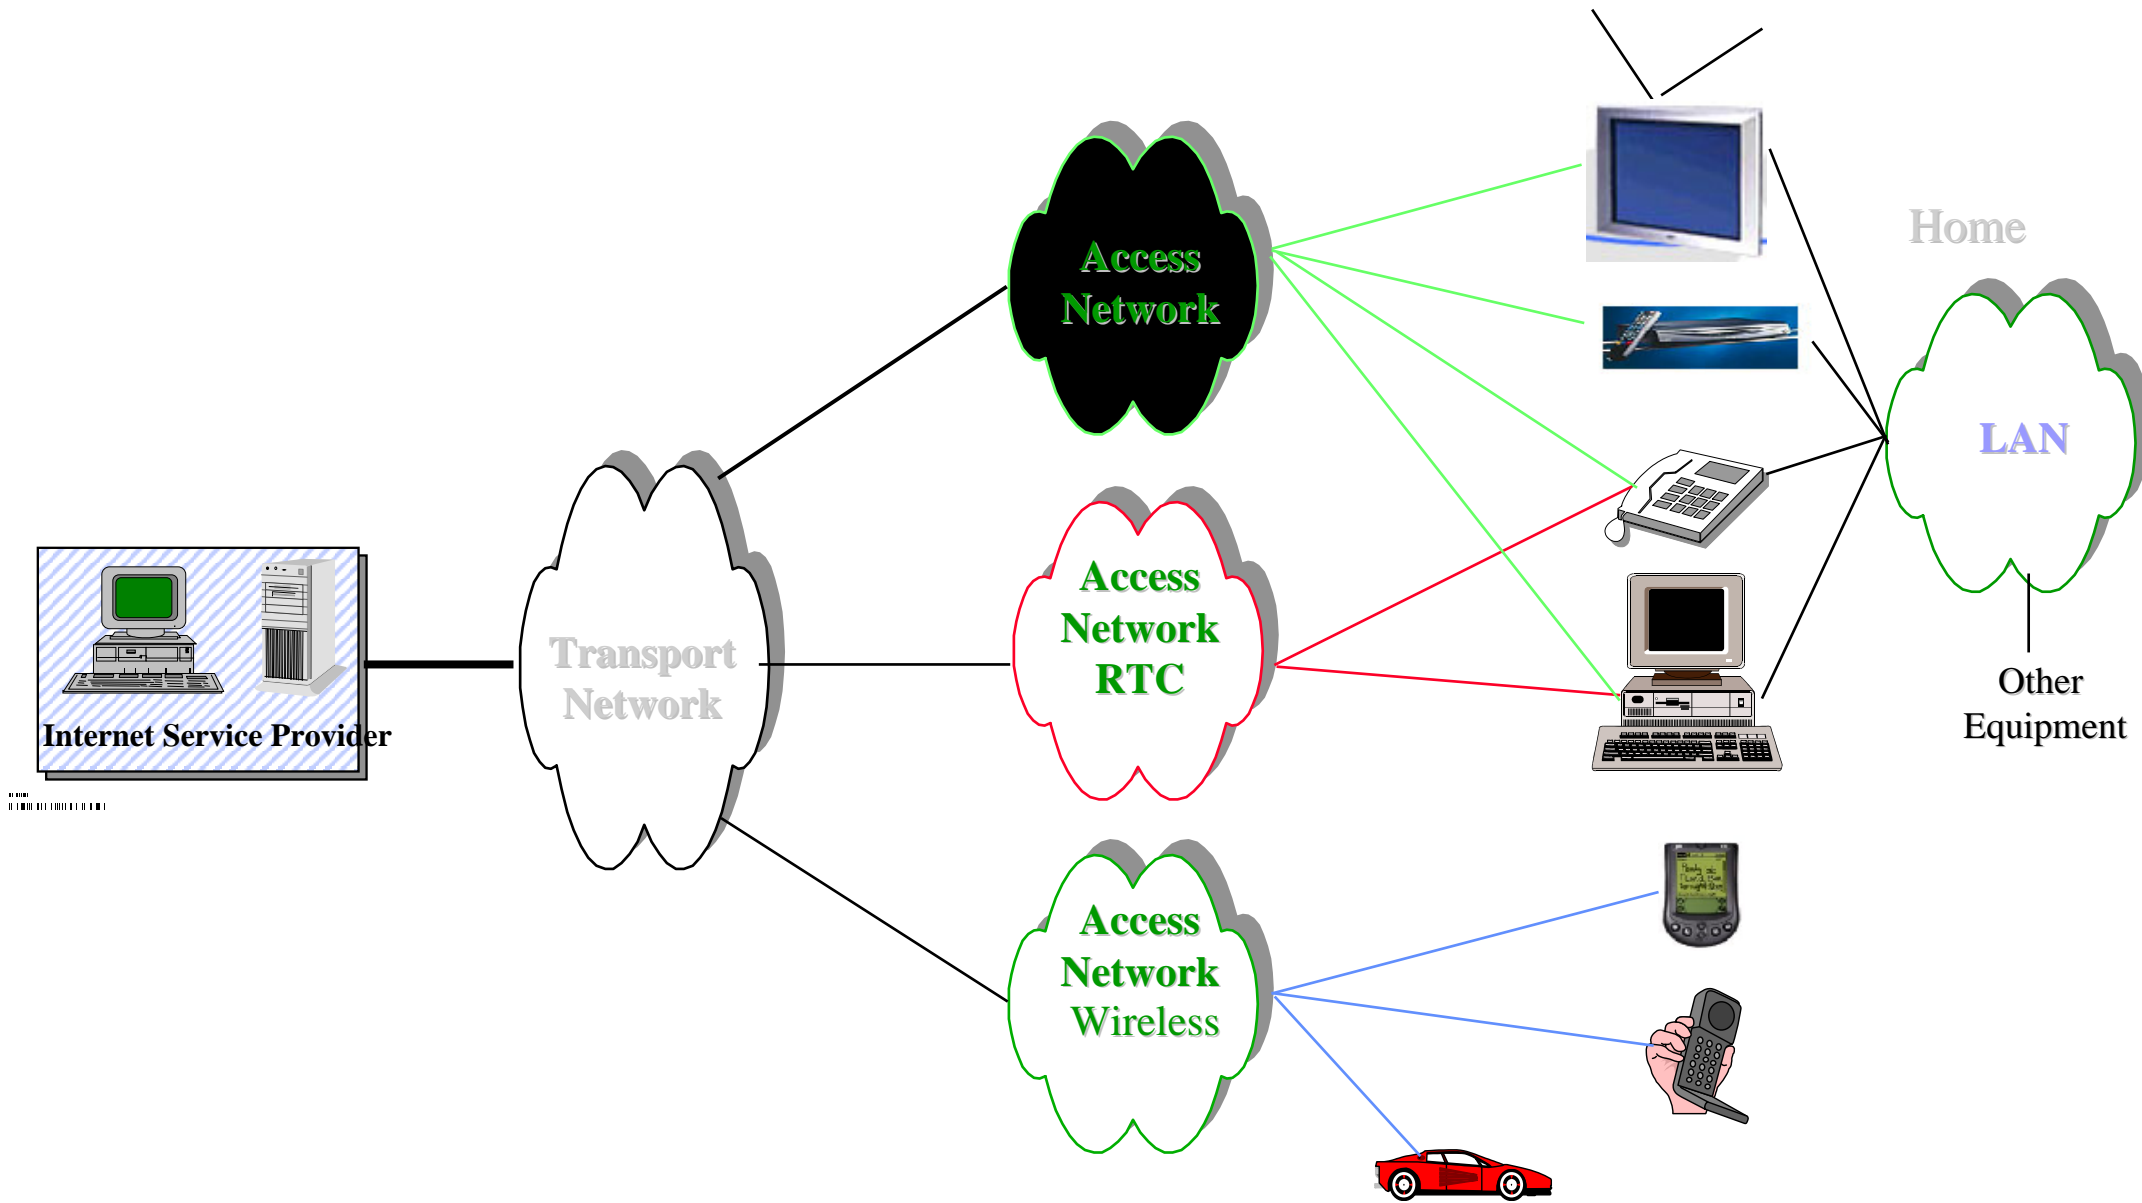 Home
Access
Network
LAN
Access
Network
RTC
Transport
Network
Other
Equipment
Internet Service Provider
Access
Network
Wireless